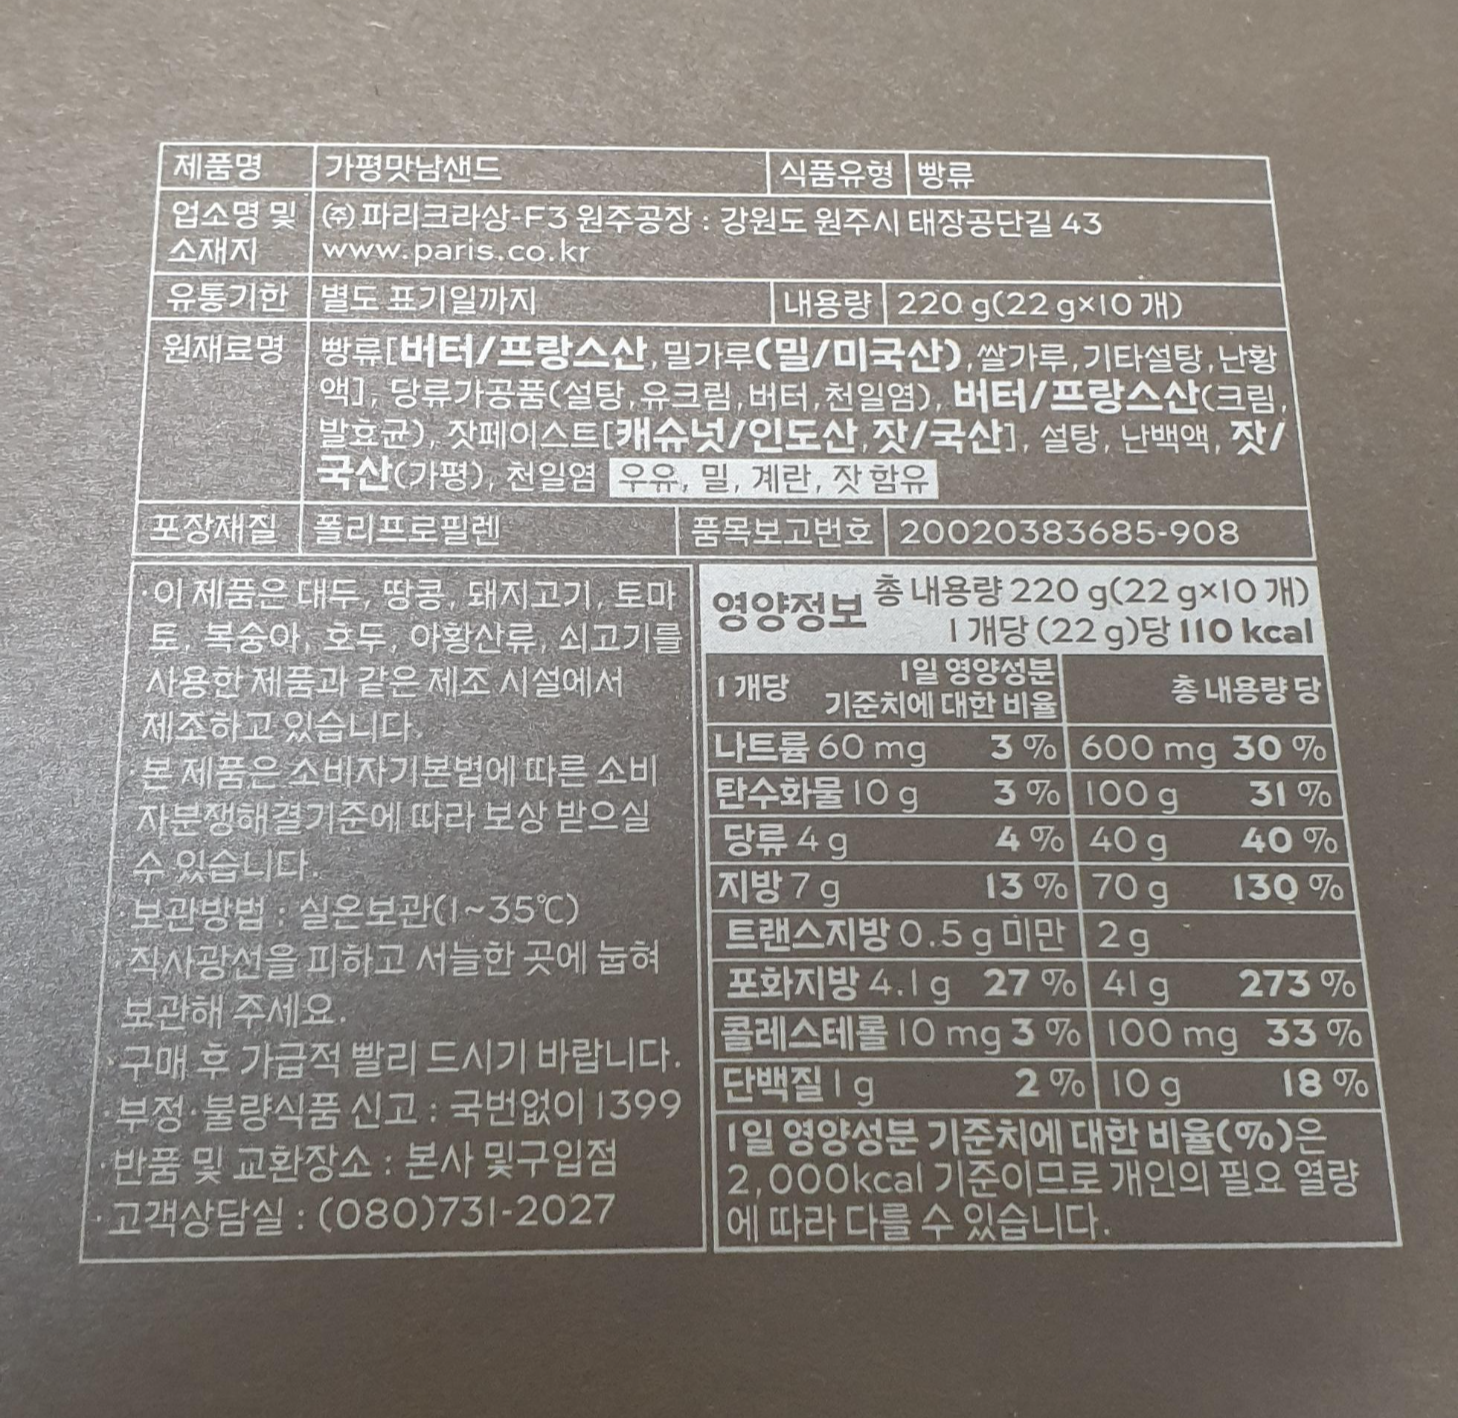 제품명 가평맛남샌드 식품유형 빵류
업소명 및 ㈜ 파리크라상-F3 원주공장 : 강원도 원주시 태장공단길 43
소재지 www.paris.co.kr
유통기한 별도 표기일까지 내용량 220 g(22 g×10 개)
원재료명 빵류[버터/프랑스산, 밀가루(밀/미국산), 쌀가루, 기타설탕, 난황
액], 당류가공품(설탕, 유크림, 버터, 천일염), 버터/프랑스산(크림,
발효균), 잣페이스트[캐슈넛/인도산, 잣/국산], 설탕, 난백액, 잣/
국산(가평), 천일염 우유, 밀, 계란, 잣 함유
포장재질 폴리프로필렌 품목보고번호 20020383685-908
·이 제품은 대두, 땅콩, 돼지고기, 토마
토, 복숭아, 호두, 아황산류, 쇠고기를
사용한 제품과 같은 제조 시설에서
제조하고 있습니다.
·본 제품은 소비자기본법에 따른 소비
자분쟁해결기준에 따라 보상 받으실
수 있습니다.
·보관방법 : 실온보관(1~35℃)
·직사광선을 피하고 서늘한 곳에 눕혀
보관해 주세요.
·구매 후 가급적 빨리 드시기 바랍니다.
·부정·불량식품 신고 : 국번없이 1399
·반품 및 교환장소 : 본사 및구입점
·고객상담실 : (080)731-2027
영양정보 총 내용량 220 g(22 g×10 개)
1 개당 (22 g)당 110 kcal
1 개당 1일 영양성분 총 내용량 당
기준치에 대한 비율
나트륨 60 mg 3 % 600 mg 30 %
탄수화물 10 g 3 % 100 g 31 %
당류 4 g 4 % 40 g 40 %
지방 7 g 13 % 70 g 130 %
트랜스지방 0.5 g 미만 2 g
포화지방 4.1 g 27 % 41 g 273 %
콜레스테롤 10 mg 3 % 100 mg 33 %
단백질 1 g 2 % 10 g 18 %
1일 영양성분 기준치에 대한 비율(%)은
2,000kcal 기준이므로 개인의 필요 열량
에 따라 다를 수 있습니다.